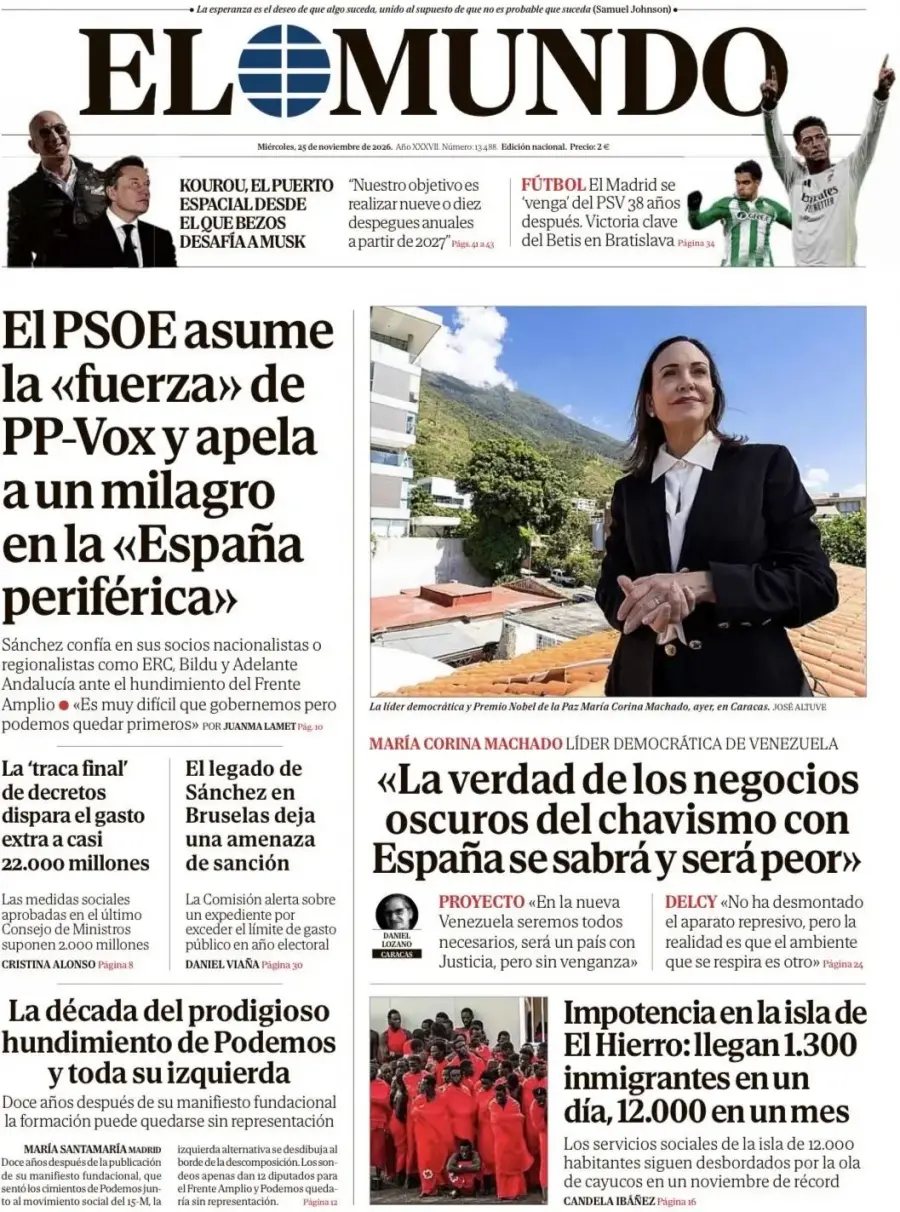 • La esperanza es el deseo de que algo suceda, unido al supuesto de que no es probable que suceda (Samuel Johnson) •
EL MUNDO
Miércoles, 25 de noviembre de 2026. Año XXXVII. Número: 13.488. Edición nacional. Precio: 2 €
KOUROU, EL PUERTO
ESPACIAL DESDE
EL QUE BEZOS
DESAFÍA A MUSK
“Nuestro objetivo es
realizar nueve o diez
despegues anuales
a partir de 2027” Págs. 41 a 43
FÚTBOL El Madrid se
‘venga’ del PSV 38 años
después. Victoria clave
del Betis en Bratislava Página 34
Emirates
FLY BETTER
El PSOE asume
la «fuerza» de
PP-Vox y apela
a un milagro
en la «España
periférica»
Sánchez confía en sus socios nacionalistas o
regionalistas como ERC, Bildu y Adelante
Andalucía ante el hundimiento del Frente
Amplio ● «Es muy difícil que gobernemos pero
podemos quedar primeros» POR JUANMA LAMET Pág. 10
La ‘traca final’
de decretos
dispara el gasto
extra a casi
22.000 millones
Las medidas sociales
aprobadas en el último
Consejo de Ministros
suponen 2.000 millones
CRISTINA ALONSO Página 8
El legado de
Sánchez en
Bruselas deja
una amenaza
de sanción
La Comisión alerta sobre
un expediente por
exceder el límite de gasto
público en año electoral
DANIEL VIAÑA Página 30
La década del prodigioso
hundimiento de Podemos
y toda su izquierda
Doce años después de su manifiesto fundacional
la formación puede quedarse sin representación
MARÍA SANTAMARÍA MADRID
Doce años después de la publicación
de su manifiesto fundacional, que
sentó los cimientos de Podemos jun-
to al movimiento social del 15-M, la
izquierda alternativa se desdibuja al
borde de la descomposición. Los son-
deos apenas dan 12 diputados para
el Frente Amplio y Podemos queda-
ría sin representación. Página 12
La líder democrática y Premio Nobel de la Paz María Corina Machado, ayer, en Caracas. JOSÉ ALTUVE
MARÍA CORINA MACHADO LÍDER DEMOCRÁTICA DE VENEZUELA
«La verdad de los negocios
oscuros del chavismo con
España se sabrá y será peor»
DANIEL
LOZANO
CARACAS
PROYECTO «En la nueva
Venezuela seremos todos
necesarios, será un país con
Justicia, pero sin venganza»
DELCY «No ha desmontado
el aparato represivo, pero la
realidad es que el ambiente
que se respira es otro» Página 24
Impotencia en la isla de
El Hierro: llegan 1.300
inmigrantes en un
día, 12.000 en un mes
Los servicios sociales de la isla de 12.000
habitantes siguen desbordados por la ola
de cayucos en un noviembre de récord
CANDELA IBÁÑEZ Página 16